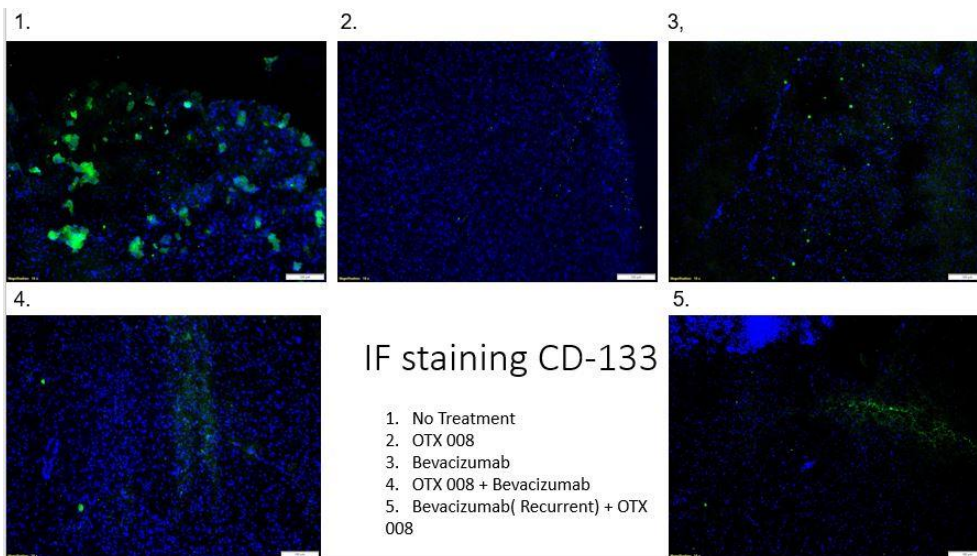 1.
2.
3,
4.
5.
IF staining CD-133
1. No Treatment
2. OTX 008
3. Bevacizumab
4. OTX 008 + Bevacizumab
5. Bevacizumab( Recurrent) + OTX
008